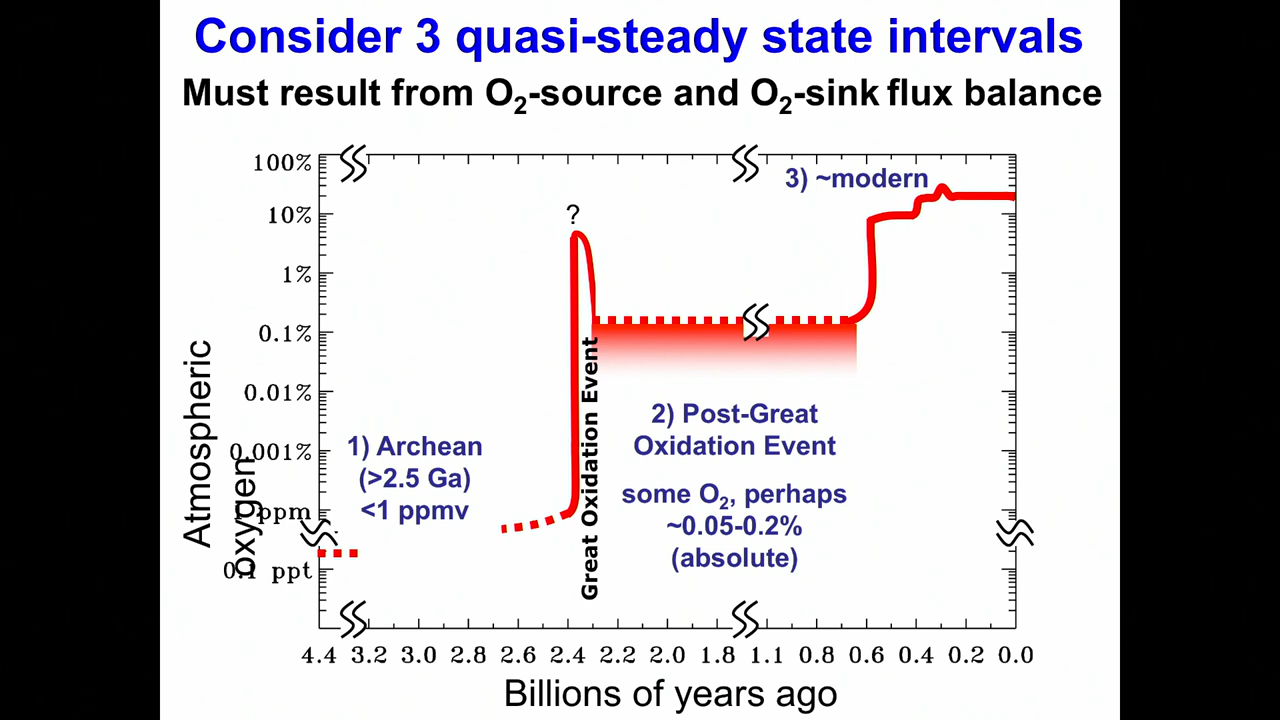 Consider 3 quasi-steady state intervals
Must result from O₂-source and O₂-sink flux balance
100%
10%
1%
0.1%
0.01%
0.001%
1 ppm
0.1 ppt
Atmospheric
oxygen
?
3) ~modern
1) Archean
(>2.5 Ga)
<1 ppmv
Great Oxidation Event
2) Post-Great
Oxidation Event
some O₂, perhaps
~0.05-0.2%
(absolute)
4.4 3.2 3.0 2.8 2.6 2.4 2.2 2.0 1.8 1.1 0.8 0.6 0.4 0.2 0.0
Billions of years ago